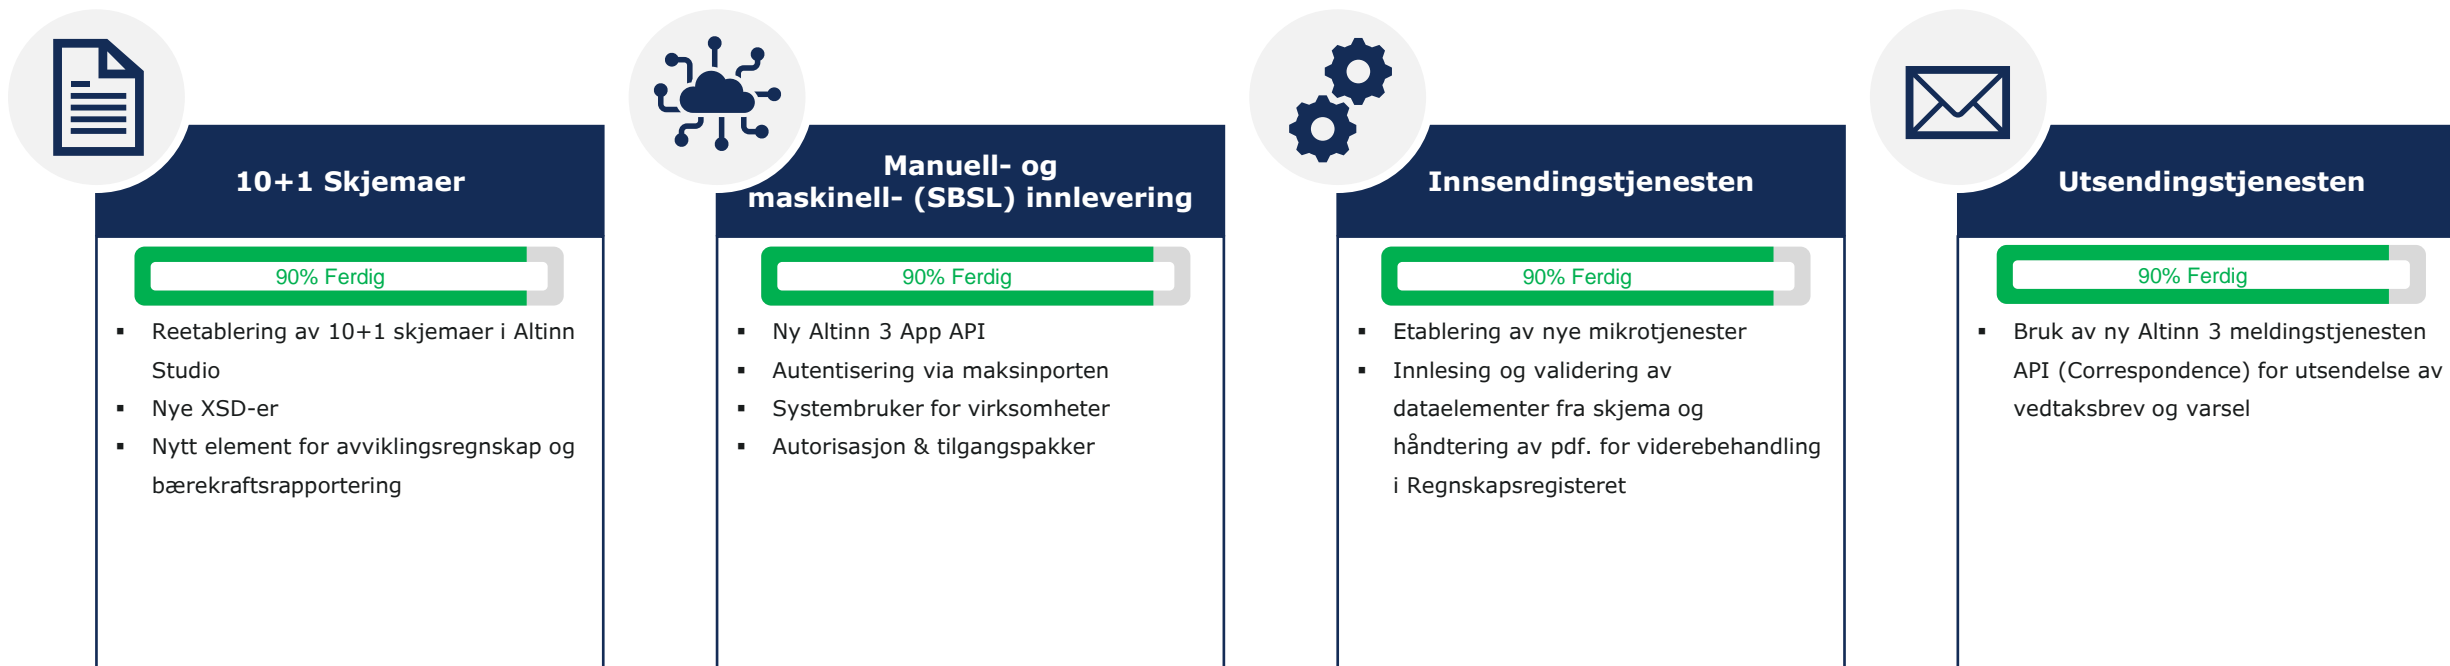 10+1 Skjemaer
90% Ferdig
▪ Reetablering av 10+1 skjemaer i Altinn
Studio
▪ Nye XSD-er
▪ Nytt element for avviklingsregnskap og
bærekraftsrapportering
Manuell- og
maskinell- (SBSL) innlevering
90% Ferdig
▪ Ny Altinn 3 App API
▪ Autentisering via maksinporten
▪ Systembruker for virksomheter
▪ Autorisasjon & tilgangspakker
Innsendingstjenesten
90% Ferdig
▪ Etablering av nye mikrotjenester
▪ Innlesing og validering av
dataelementer fra skjema og
håndtering av pdf. for viderebehandling
i Regnskapsregisteret
Utsendingstjenesten
90% Ferdig
▪ Bruk av ny Altinn 3 meldingstjenesten
API (Correspondence) for utsendelse av
vedtaksbrev og varsel